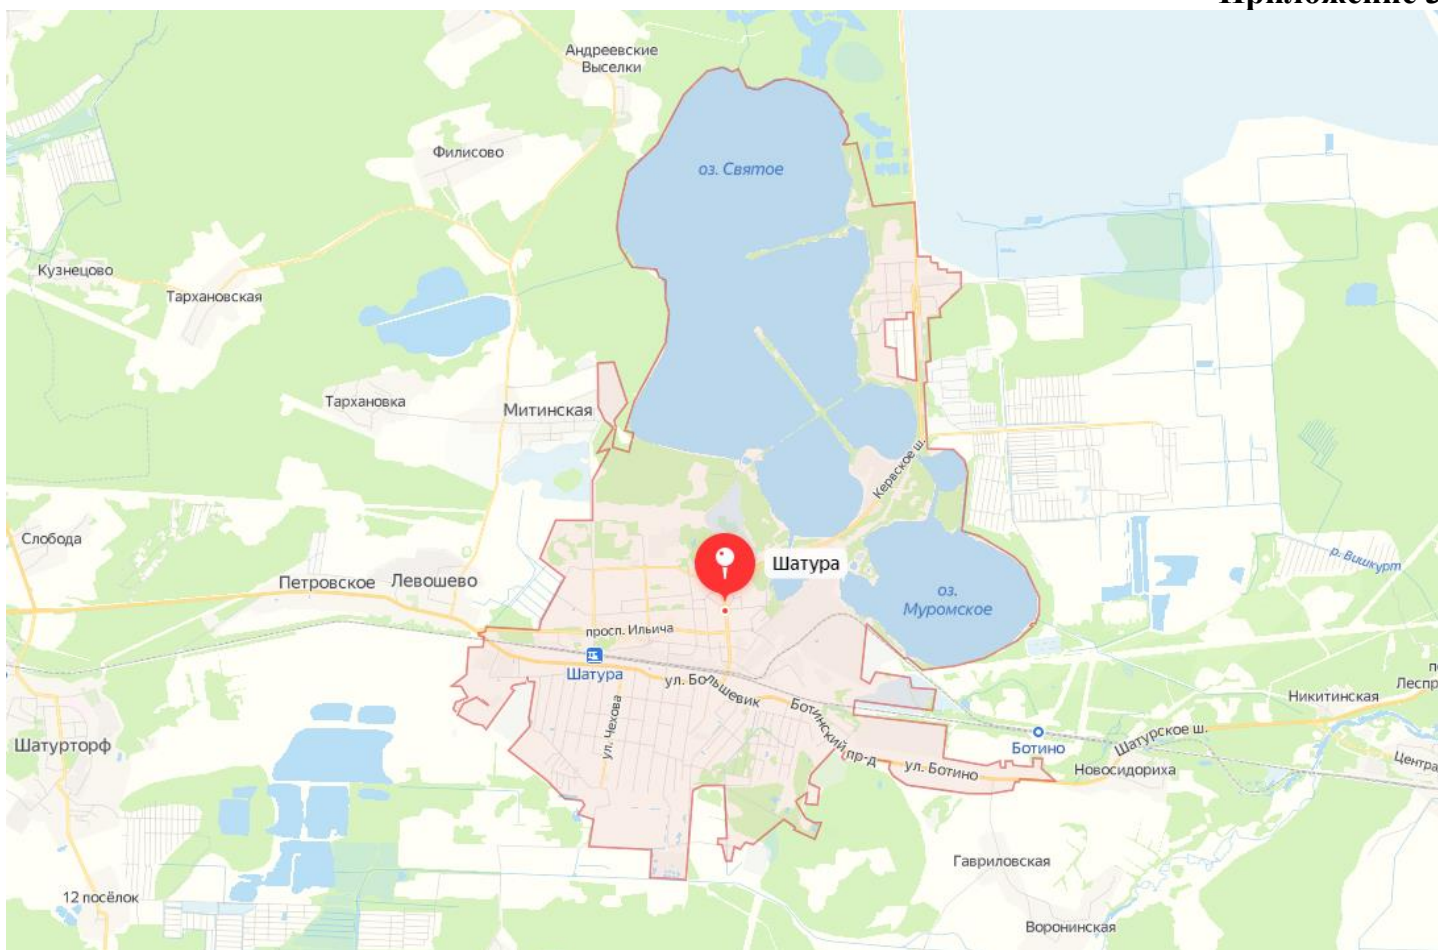 Приложение
Андреевские
Выселки
Филисово
оз. Святое
Кузнецово
Тархановская
Тархановка
Митинская
Кервское ш.
Слобода
Петровское
Левошево
Шатура
р. Вишкурт
оз.
Муромское
просп. Ильича
Шатура
ул. Большевик
Никитинская
Леспр
ул. Чехова
Ботинский пр-д
Ботино
Шатурское ш.
Шатурторф
ул. Ботино
Новосидориха
Центра
Гавриловская
12 посёлок
Воронинская